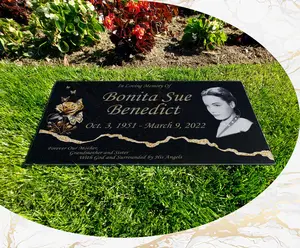 In Loving Memory Of
Bonita Sue
Benedict
Oct. 3, 1951 - March 9, 2022
Forever Our Mother,
Grandmother and Sister
With God and Surrounded By His Angels